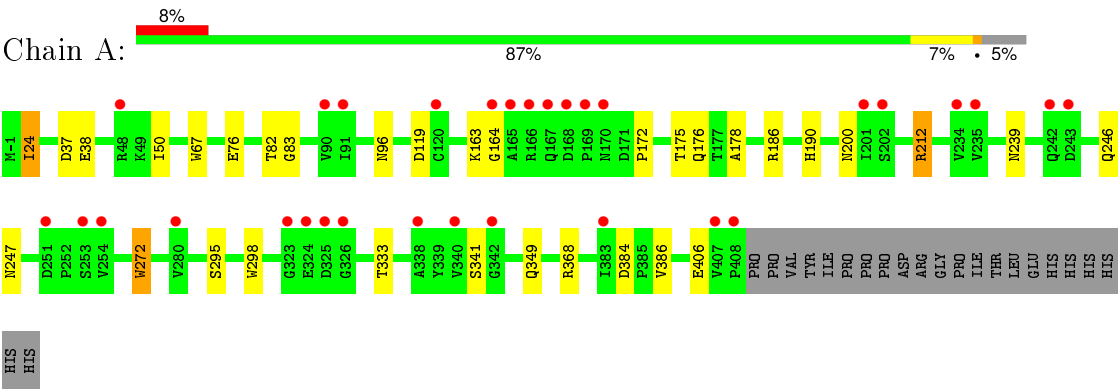 8%
Chain A:
87% 7% • 5%
M-1 I24 D37 E38 R48 K49 I50 W67 E76 T82 G83 V90 I91 N96 D119 C120 K163 G164 A165 R166 Q167 D168 P169 N170 D171 P172 T175 Q176 T177 A178 R186 H190 N200 I201 S202 R212 V234 V235 N239 Q242 D243 Q246
N247 D251 P252 S253 V254 W272 V280 S295 W298 G323 E324 D325 G326 T333 A338 Y339 V340 S341 G342 Q349 R368 I383 D384 P385 V386 E406 V407 P408 PRO PRO VAL TYR ILE PRO PRO PRO ASP ARG GLY PRO ILE THR LEU GLU HIS HIS HIS HIS
HIS HIS